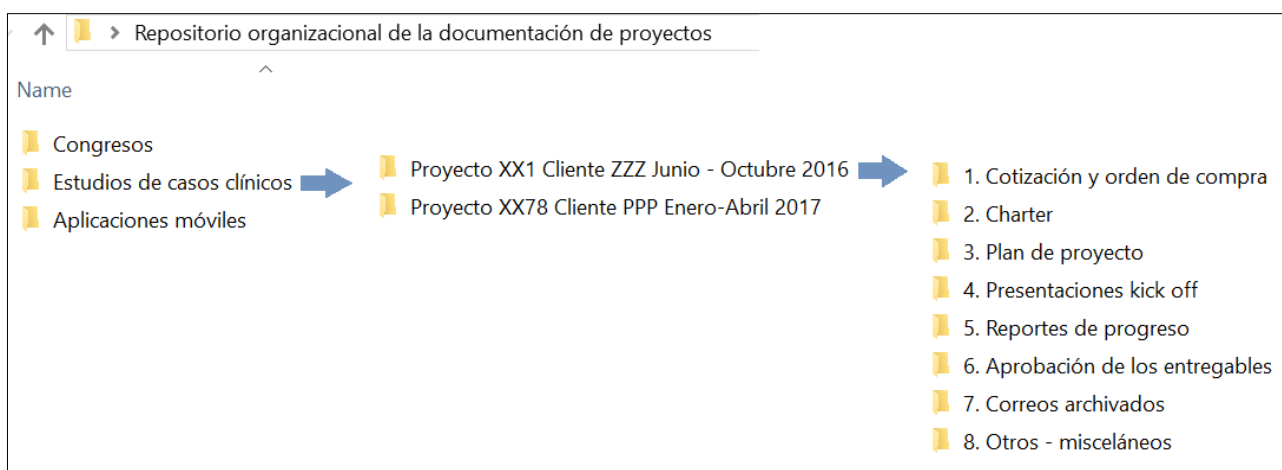 Repositorio organizacional de la documentación de proyectos
Name
Congresos
Estudios de casos clínicos
Aplicaciones móviles
Proyecto XX1 Cliente ZZZ Junio - Octubre 2016
Proyecto XX78 Cliente PPP Enero-Abril 2017
1. Cotización y orden de compra
2. Charter
3. Plan de proyecto
4. Presentaciones kick off
5. Reportes de progreso
6. Aprobación de los entregables
7. Correos archivados
8. Otros - misceláneos